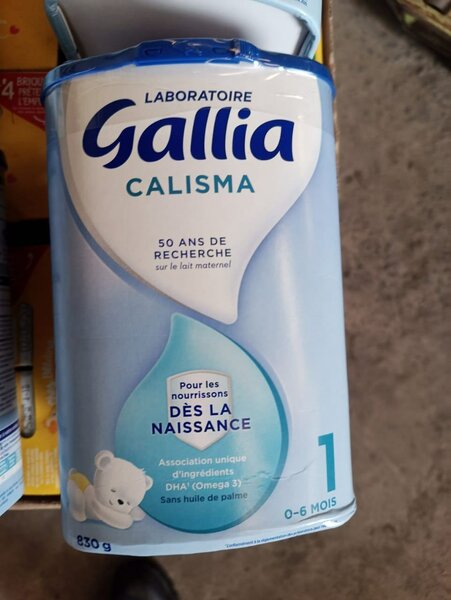 LABORATOIRE
Gallia
CALISMA
50 ANS DE
RECHERCHE
sur le lait maternel
Pour les
nourrissons
DÈS LA
NAISSANCE
Association unique
d'ingrédients
DHA¹ (Omega 3)
Sans huile de palme
1
0-6 MOIS
830 g